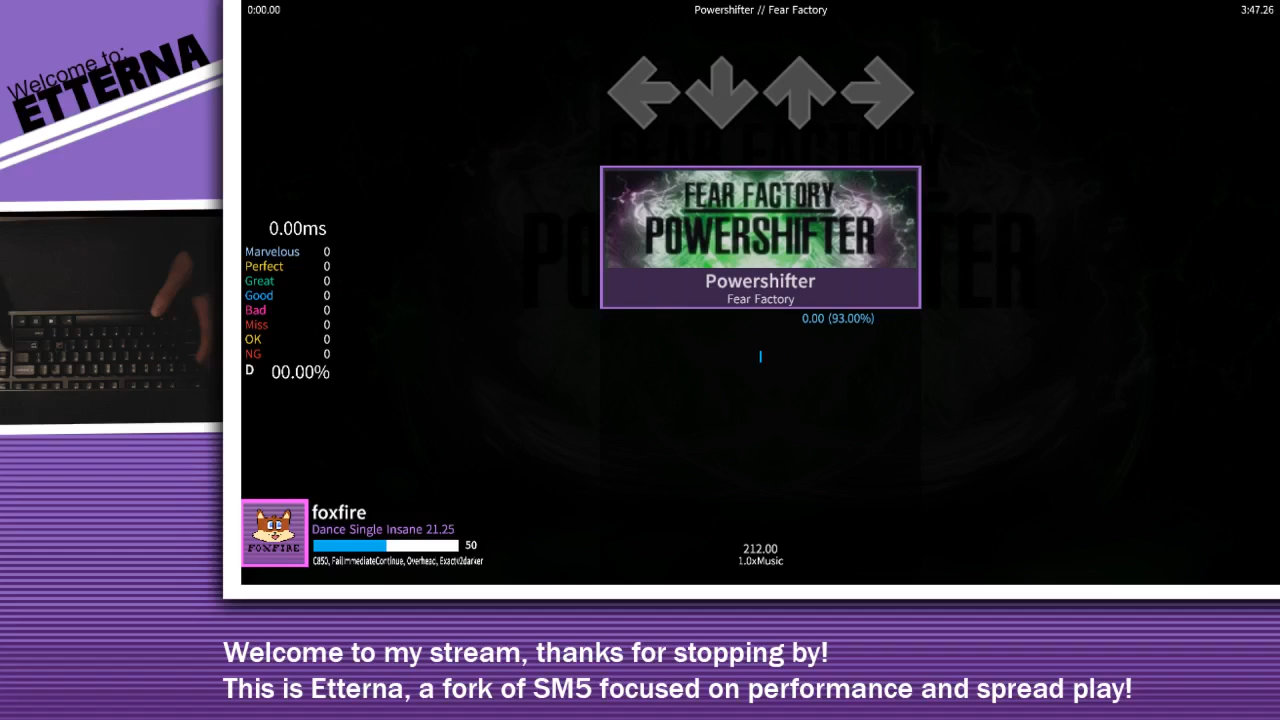 Welcome to:
ETTERNA
0:00.00
Powershifter // Fear Factory
3:47.26
FEAR FACTORY
POWERSHIFTER
Powershifter
Fear Factory
0.00 (93.00%)
0.00ms
Marvelous 0
Perfect 0
Great 0
Good 0
Bad 0
Miss 0
OK 0
NG 0
D 00.00%
FOXFIRE
foxfire
Dance Single Insane 21.25
50
C850, FailImmediateContinue, Overhead, Exactv2darker
212.00
1.0xMusic
Welcome to my stream, thanks for stopping by!
This is Etterna, a fork of SM5 focused on performance and spread play!